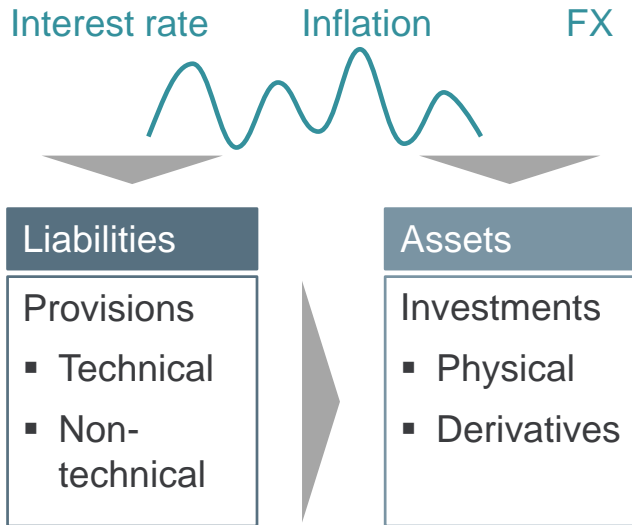 Interest rate Inflation FX
Liabilities
Provisions
▪ Technical
▪ Non-
technical
Assets
Investments
▪ Physical
▪ Derivatives